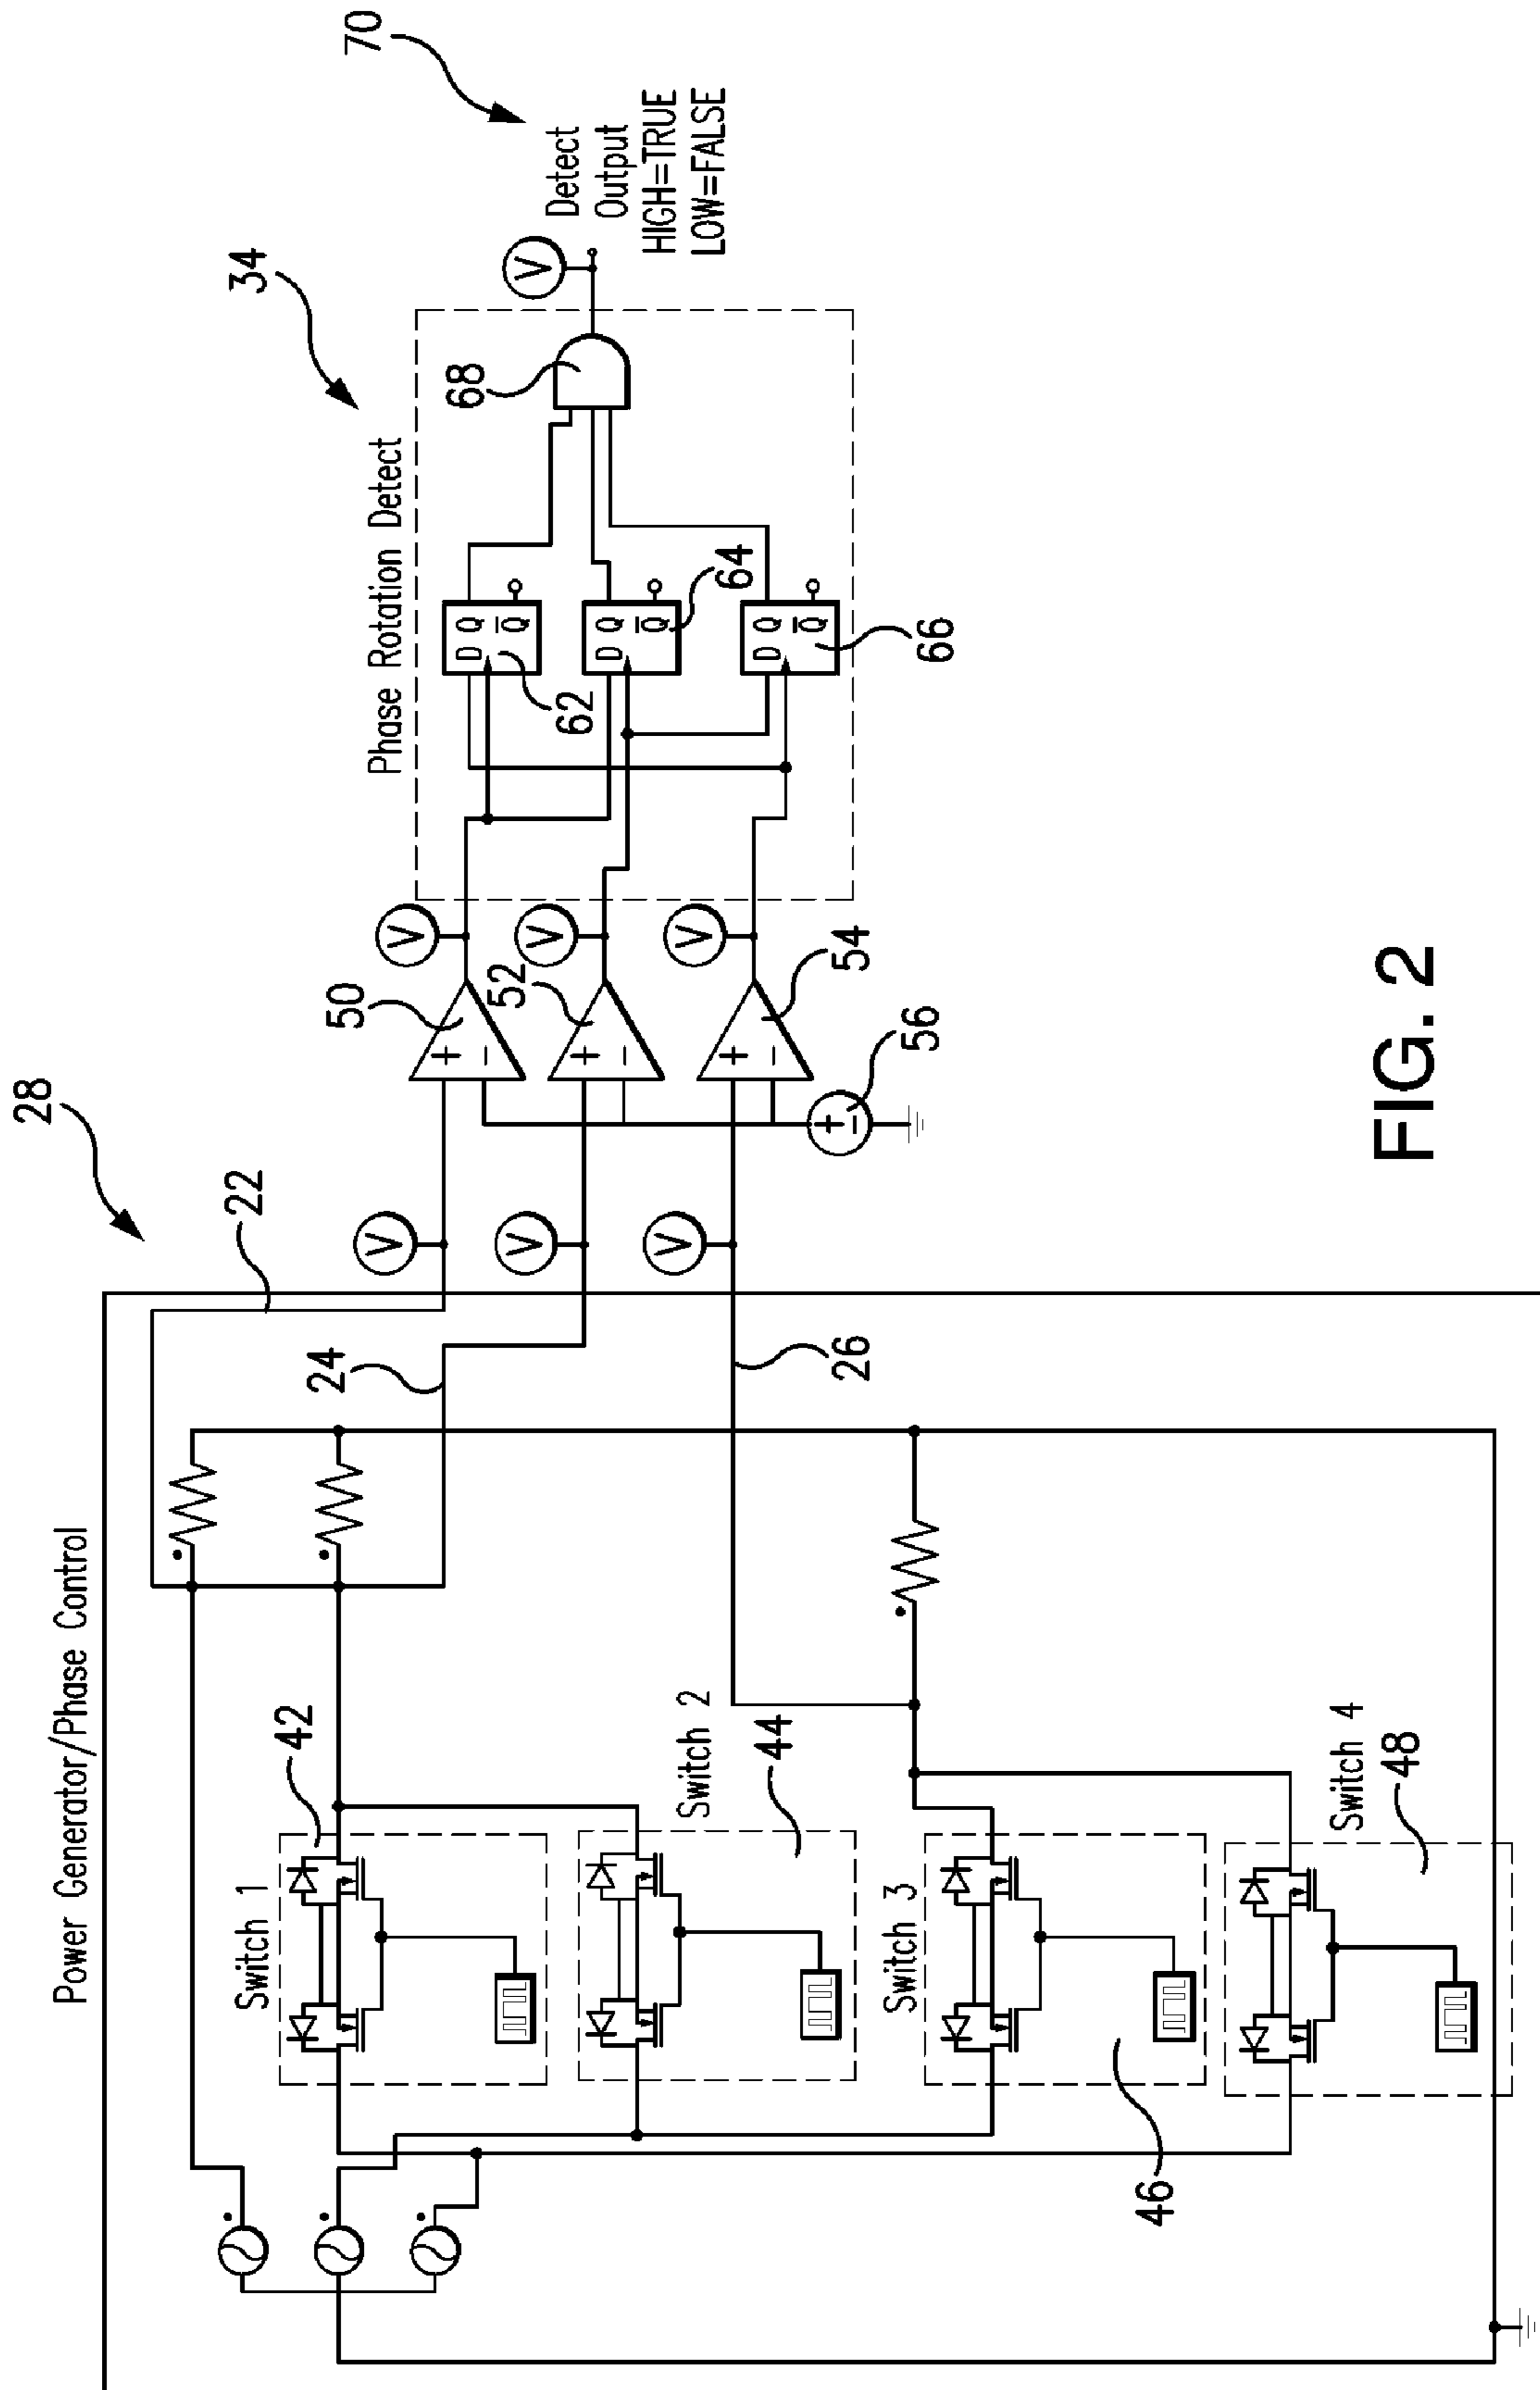 Power Generator/Phase Control
28
22
24
26
Switch 1
42
Switch 2
44
Switch 3
46
Switch 4
48
V
V
V
50
+
−
52
+
−
54
+
−
56
+
−
V
V
V
Phase Rotation Detect
34
D Q
Q̅
62
D Q
Q̅
64
D Q
Q̅
66
68
V
Detect
Output
HIGH=TRUE
LOW=FALSE
70
FIG. 2